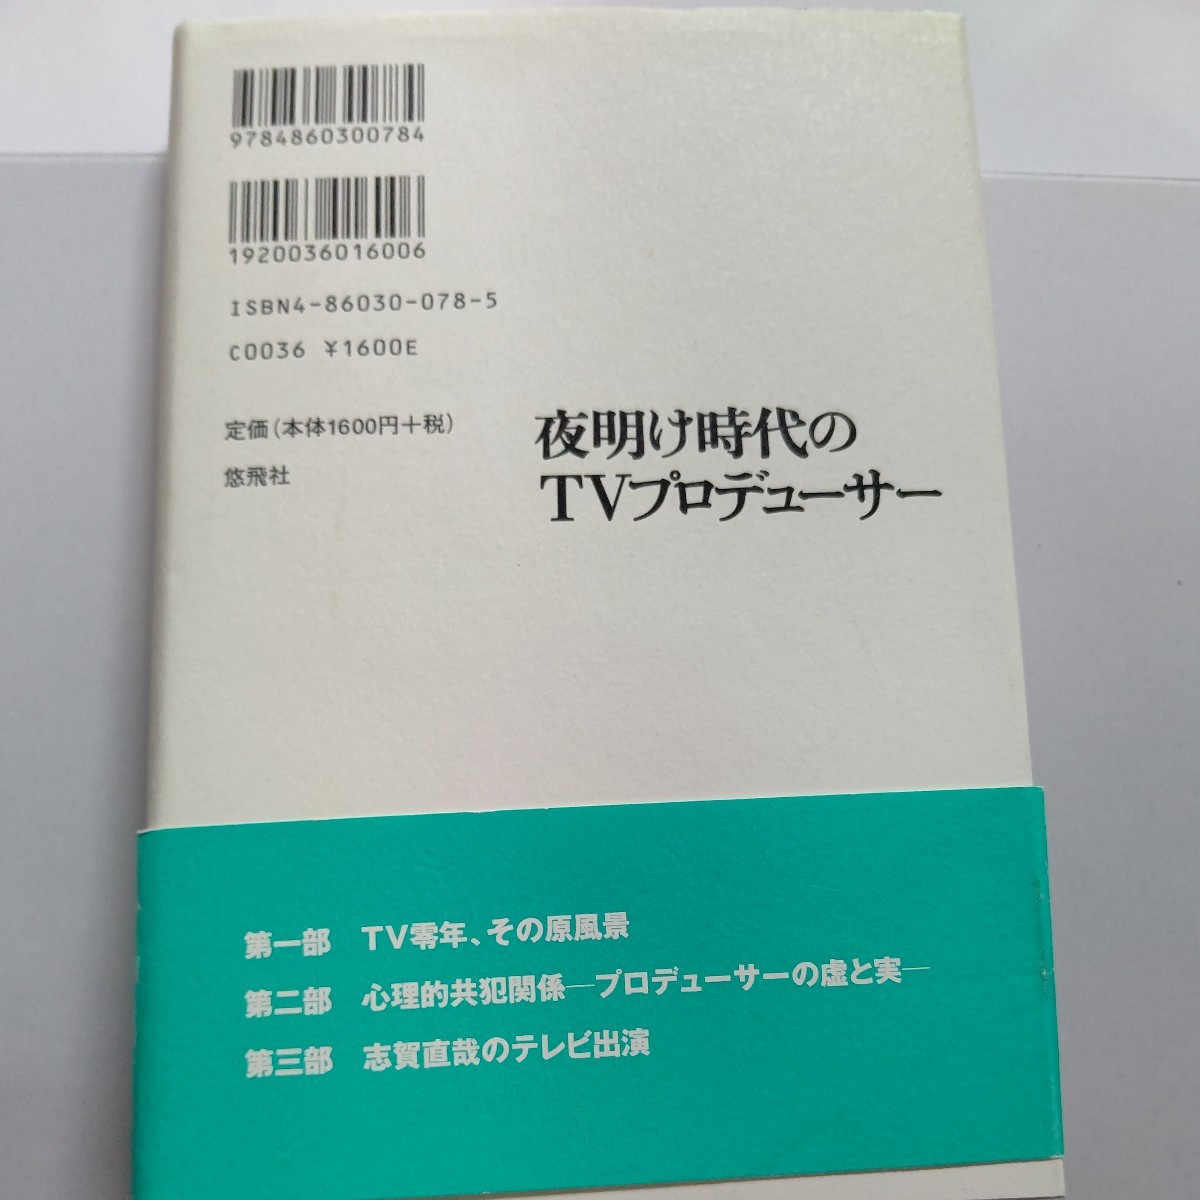 9784860300784
1920036016006
ISBN4-86030-078-5
C0036 ¥1600E
定価(本体1600円+税)
悠飛社
夜明け時代の
TVプロデューサー
第一部 TV零年、その原風景
第二部 心理的共犯関係─プロデューサーの虚と実─
第三部 志賀直哉のテレビ出演